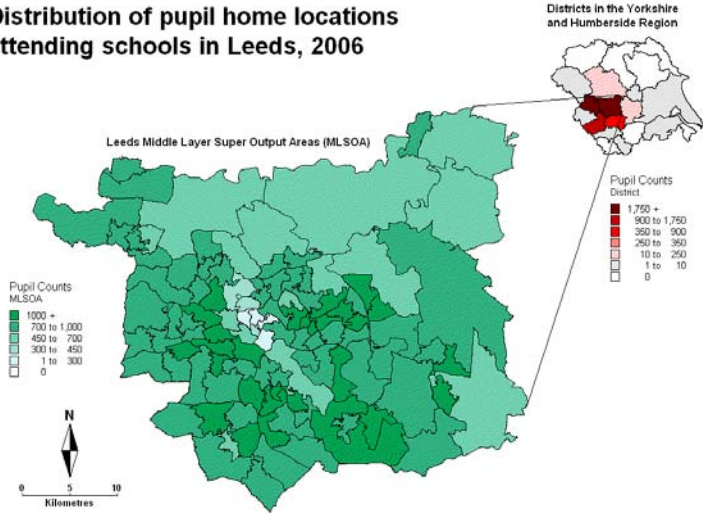 Distribution of pupil home locations
ttending schools in Leeds, 2006
Districts in the Yorkshire
and Humberside Region
Leeds Middle Layer Super Output Areas (MLSOA)
Pupil Counts
District
1,750 +
900 to 1,750
350 to 900
250 to 350
10 to 250
1 to 10
0
Pupil Counts
MLSOA
1000 +
700 to 1,000
450 to 700
300 to 450
1 to 300
0
N
0 5 10
Kilometres